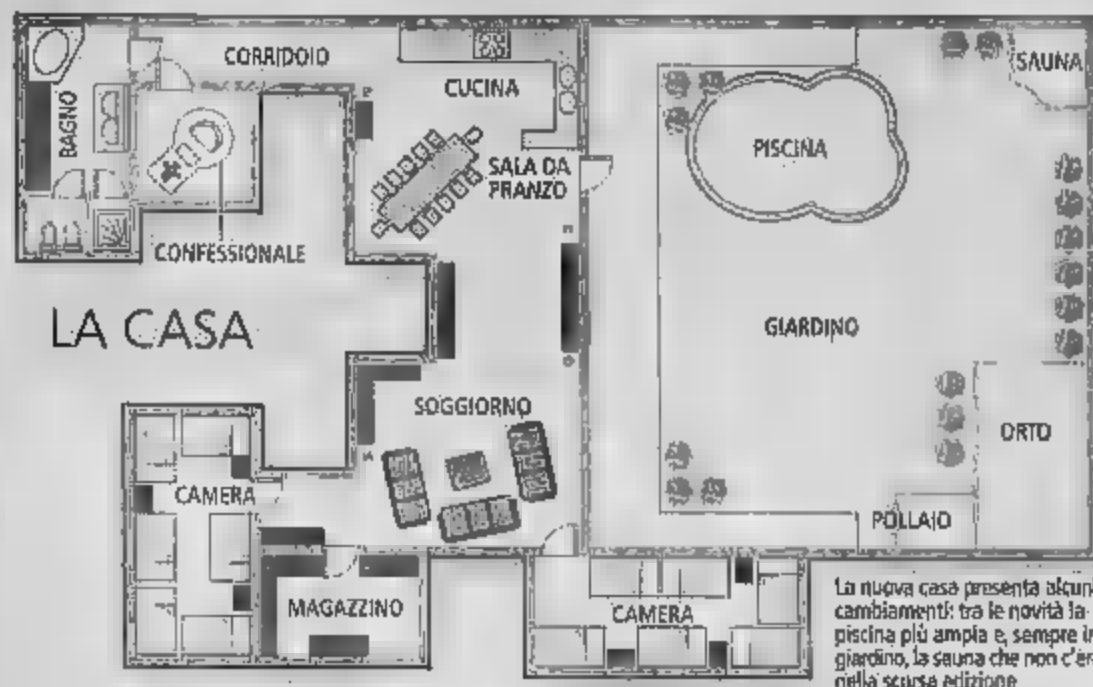 CORRIDOIO
CUCINA
SAUNA
BAGNO
PISCINA
SALA DA
PRANZO
CONFESSIONALE
LA CASA
GIARDINO
SOGGIORNO
ORTO
CAMERA
POLLAIO
MAGAZZINO
CAMERA
La nuova casa presenta alcun
cambiamenti: tra le novità la
piscina più ampia e, sempre in
giardino, la sauna che non c'er
nella scorsa edizione